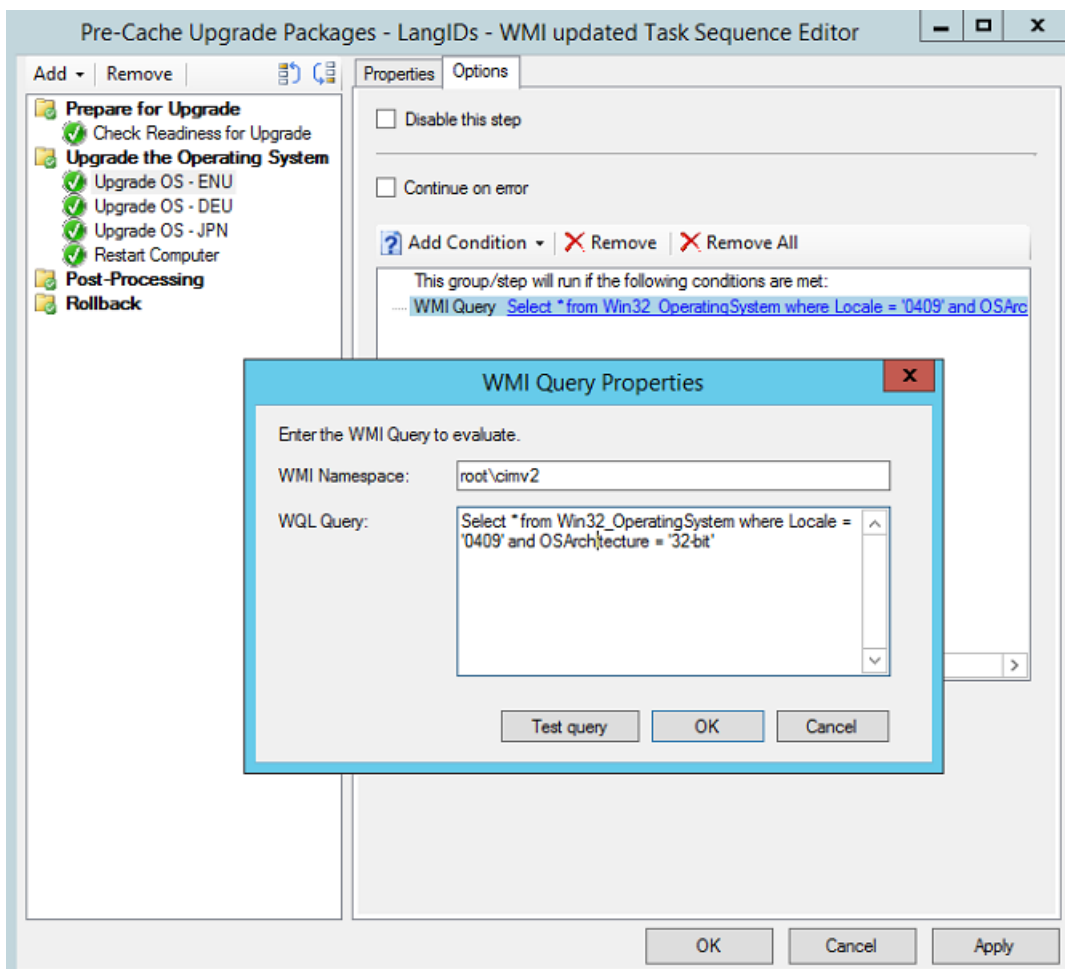 Pre-Cache Upgrade Packages - LangIDs - WMI updated Task Sequence Editor
Add
Remove
Properties
Options
Prepare for Upgrade
Check Readiness for Upgrade
Upgrade the Operating System
Upgrade OS - ENU
Upgrade OS - DEU
Upgrade OS - JPN
Restart Computer
Post-Processing
Rollback
Disable this step
Continue on error
Add Condition
Remove
Remove All
This group/step will run if the following conditions are met:
WMI Query Select * from Win32_OperatingSystem where Locale = '0409' and OSArc
WMI Query Properties
Enter the WMI Query to evaluate.
WMI Namespace:
root\cimv2
WQL Query:
Select * from Win32_OperatingSystem where Locale =
'0409' and OSArchitecture = '32-bit'
Test query
OK
Cancel
OK
Cancel
Apply